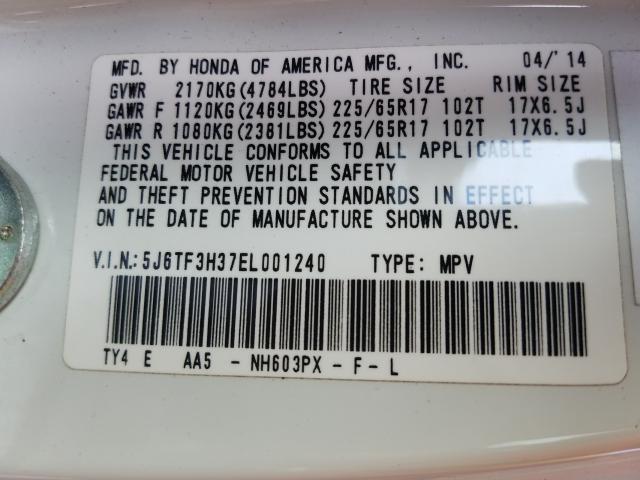 MFD. BY HONDA OF AMERICA MFG., INC. 04/'14
GVWR 2170KG(4784LBS) TIRE SIZE RIM SIZE
GAWR F 1120KG(2469LBS) 225/65R17 102T 17X6.5J
GAWR R 1080KG(2381LBS) 225/65R17 102T 17X6.5J
THIS VEHICLE CONFORMS TO ALL APPLICABLE
FEDERAL MOTOR VEHICLE SAFETY
AND THEFT PREVENTION STANDARDS IN EFFECT
ON THE DATE OF MANUFACTURE SHOWN ABOVE.
V.I.N.: 5J6TF3H37EL001240 TYPE: MPV
TY4 E AA5 - NH603PX - F - L